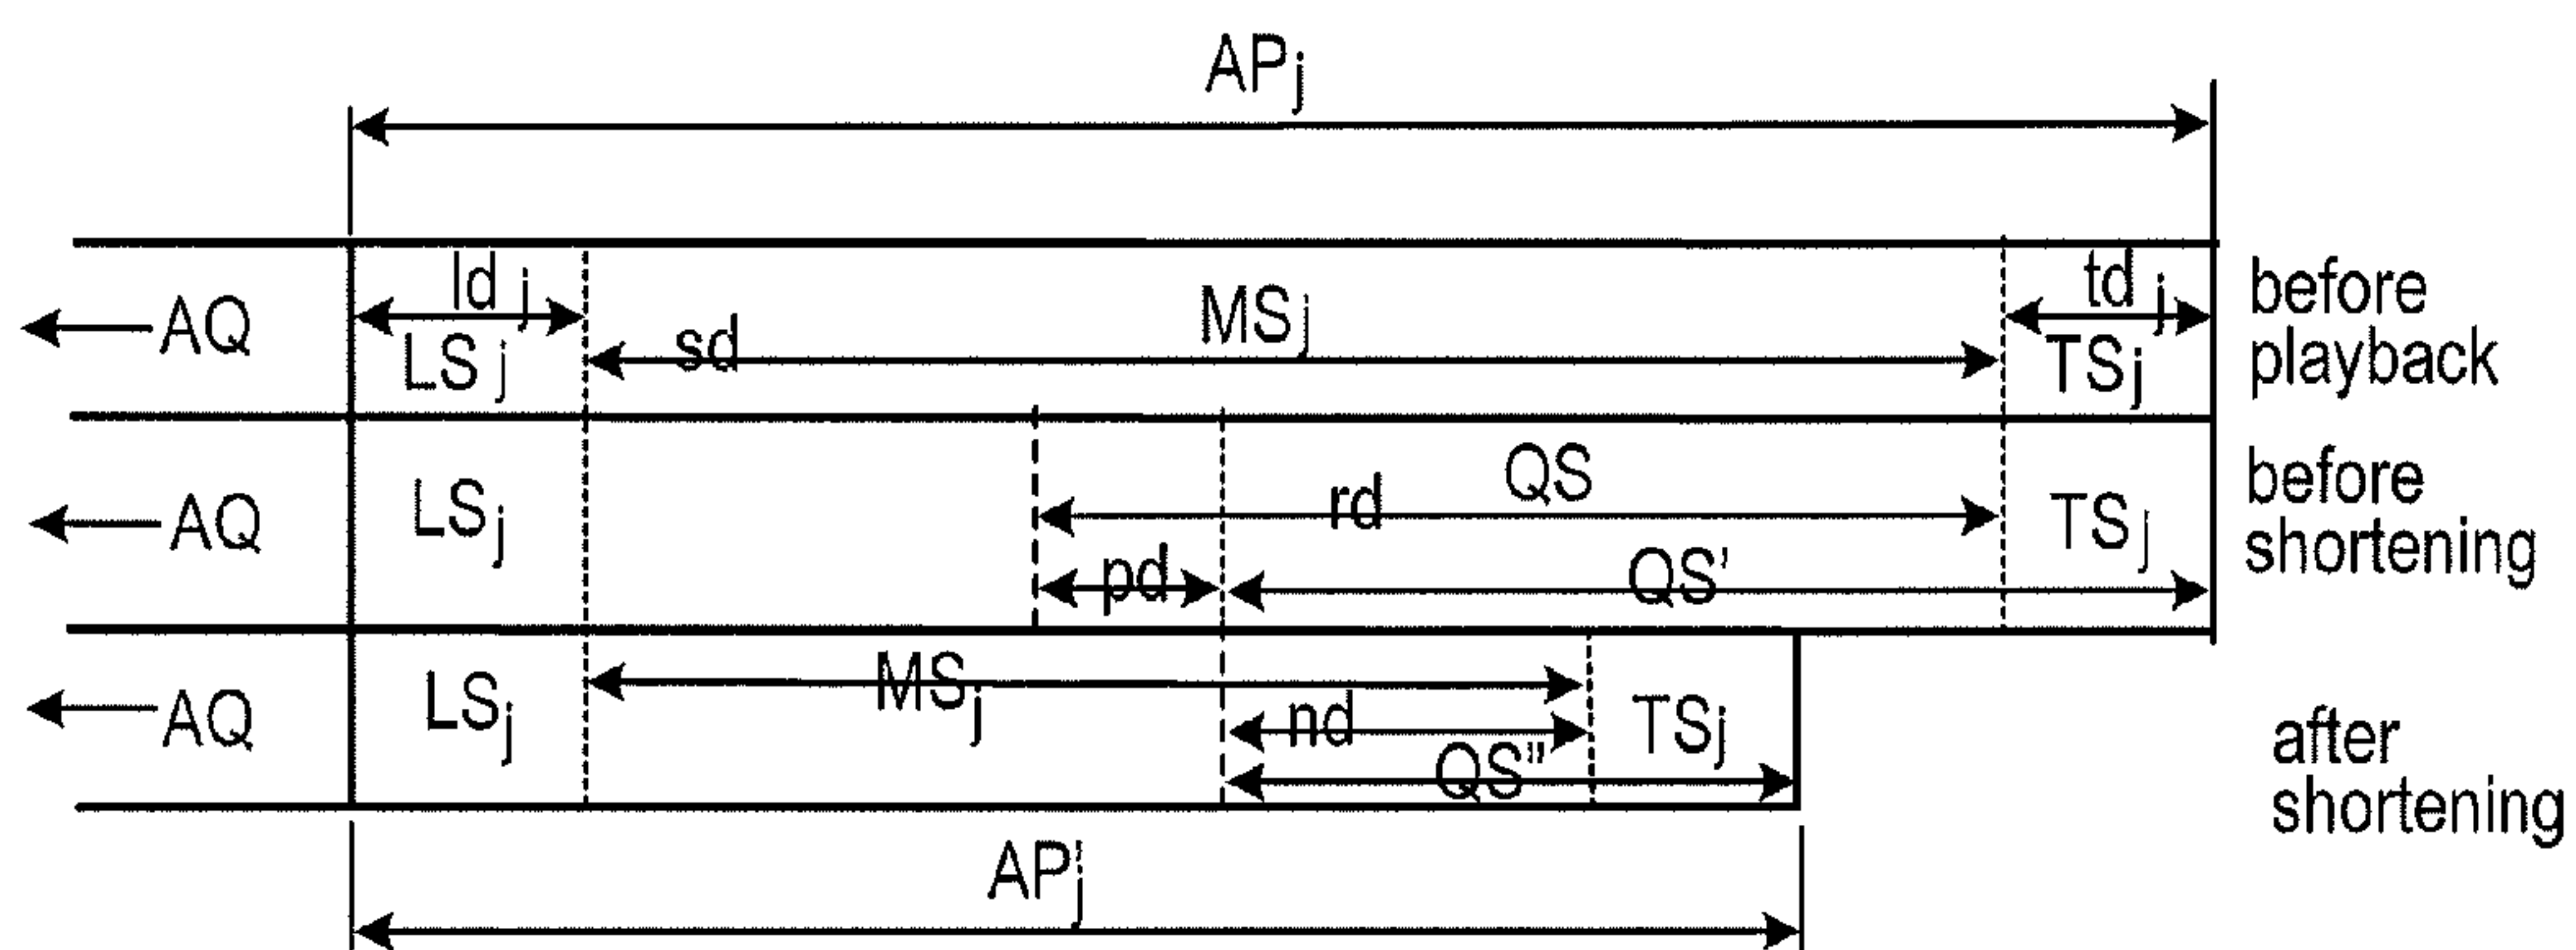 APj
AQ
ldj
LSj
sd
MSj
tdj
TSj
before
playback
AQ
LSj
rd
QS
pd
QS'
TSj
before
shortening
AQ
LSj
MSj
nd
QS"
TSj
after
shortening
AP'j